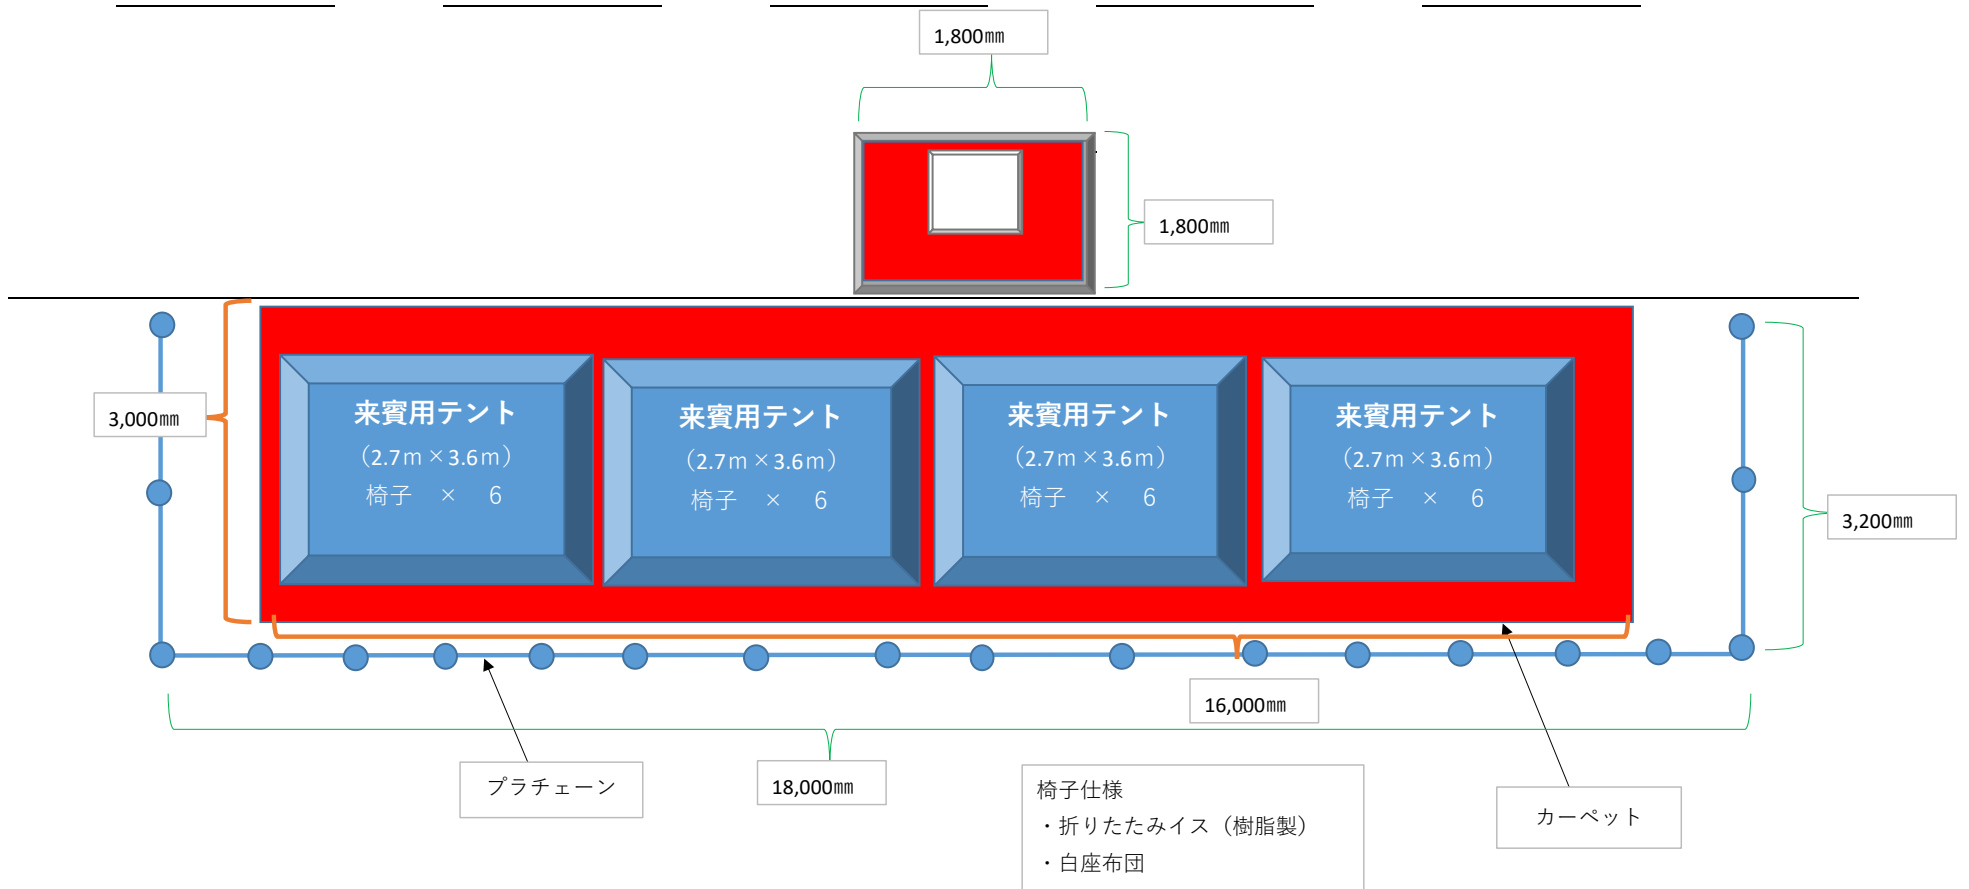 1,800㎜
1,800㎜
3,000㎜
来賓用テント
（2.7ｍ×3.6ｍ）
椅子　×　6
来賓用テント
（2.7ｍ×3.6ｍ）
椅子　×　6
来賓用テント
（2.7ｍ×3.6ｍ）
椅子　×　6
来賓用テント
（2.7ｍ×3.6ｍ）
椅子　×　6
3,200㎜
16,000㎜
18,000㎜
プラチェーン
椅子仕様
・折りたたみイス（樹脂製）
・白座布団
カーペット